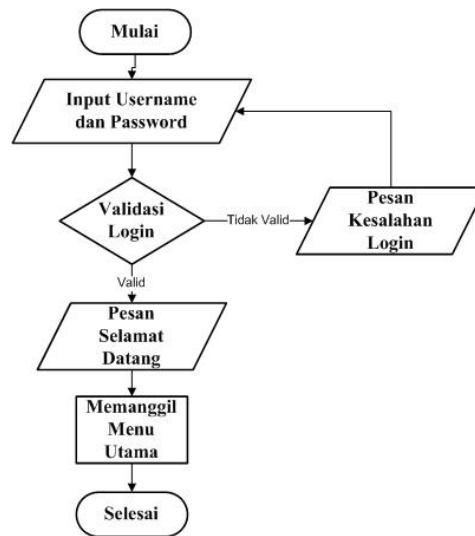 Mulai
Input Username
dan Password
Validasi
Login
Tidak Valid
Pesan
Kesalahan
Login
Valid
Pesan
Selamat
Datang
Memanggil
Menu
Utama
Selesai